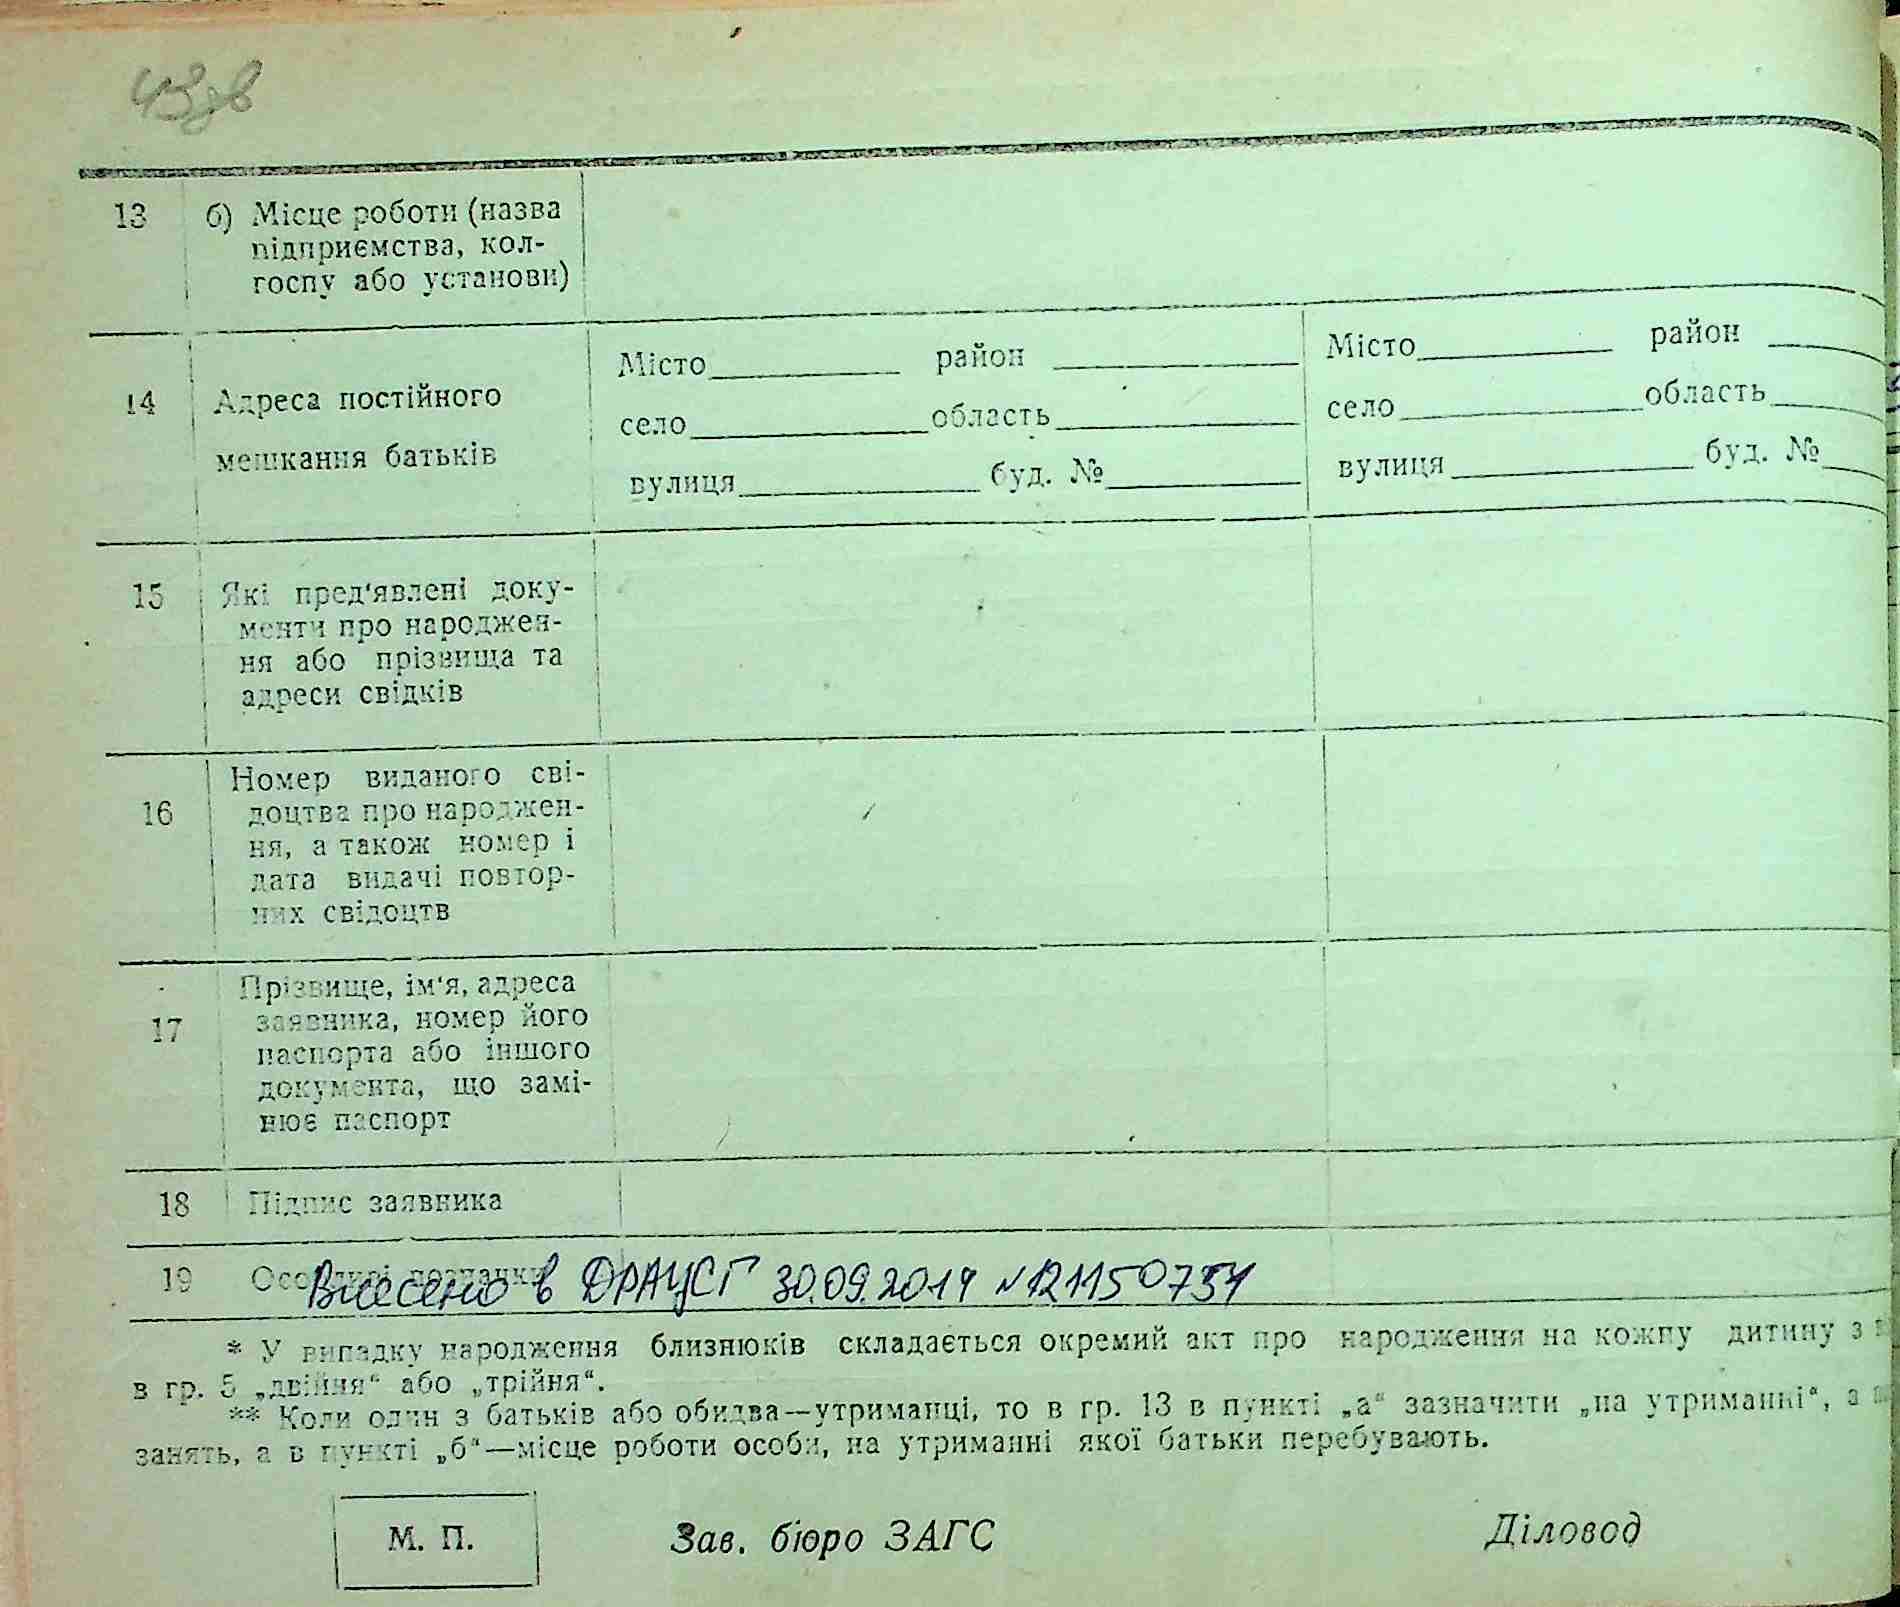 43зв
13 б) Місце роботи (назва
підприємства, кол-
госпу або установи)
14 Адреса постійного
мешкання батьків
Місто район
село область
вулиця буд. №
Місто район
село область
вулиця буд. №
15 Які пред'явлені доку-
менти про народжен-
ня або прізвища та
адреси свідків
16 Номер виданого сві-
доцтва про народжен-
ня, а також номер і
дата видачі повтор-
них свідоцтв
17 Прізвище, ім'я, адреса
заявника, номер його
паспорта або іншого
документа, що замі-
нює паспорт
18 Підпис заявника
19 Особливі позначки
Внесено в ДРАЦСГ 30.09.2014 №121150754
* У випадку народження близнюків складається окремий акт про народження на кожну дитину з
в гр. 5 „двійня“ або „трійня“.
** Коли один з батьків або обидва—утриманці, то в гр. 13 в пункті „а“ зазначити „на утриманні“, а
занять, а в пункті „б“—місце роботи особи, на утриманні якої батьки перебувають.
М. П. Зав. бюро ЗАГС Діловод